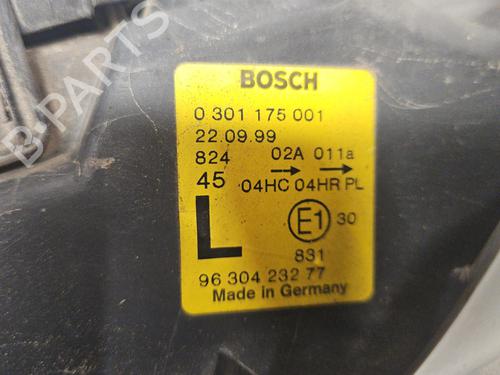 B-PARTS
BOSCH
0 301 175 001
22.09.99
824 02A 011a
45 04HC 04HR PL
L E1 30
831
96 304 232 77
Made in Germany